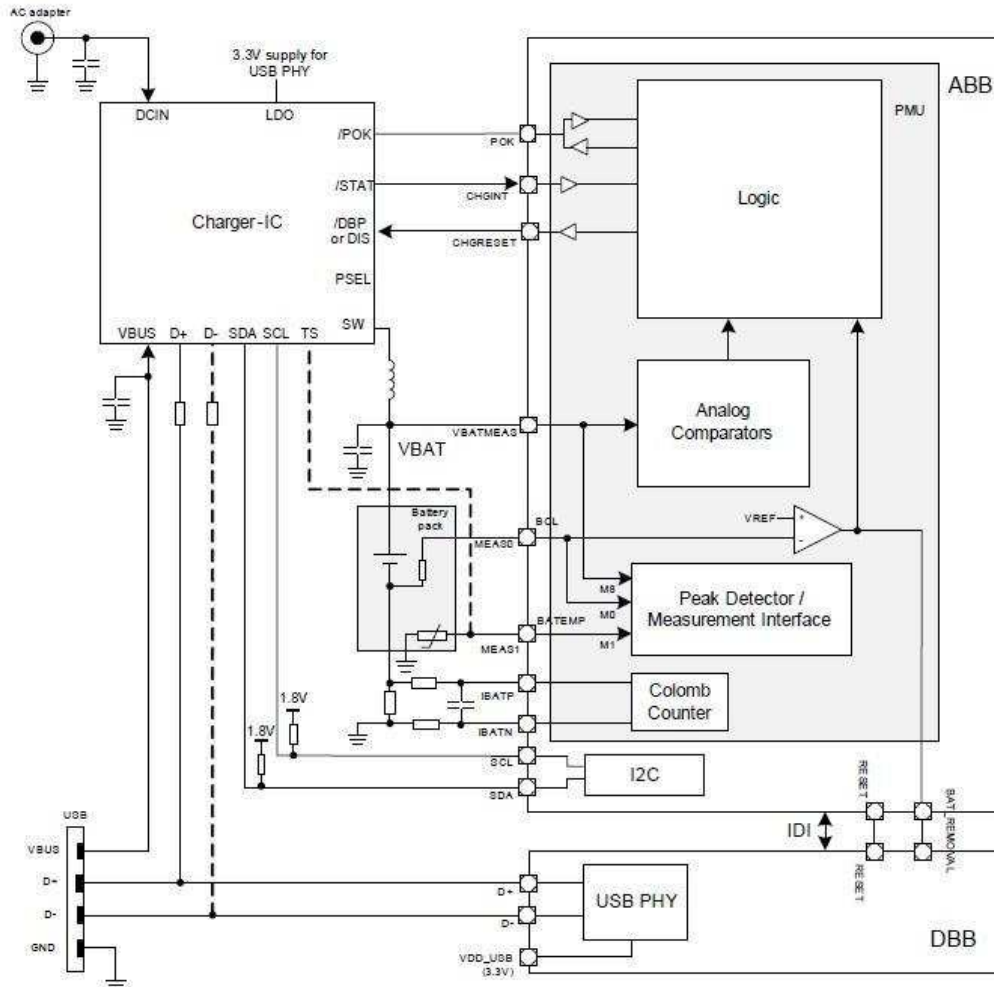 AC adapter
3.3V supply for
USB PHY
DCIN
LDO
/POK
/STAT
Charger-IC
/DBP
or DIS
PSEL
SW
VBUS
D+
D-
SDA
SCL
TS
POK
CHGINT
CHGRESET
ABB
PMU
Logic
Analog
Comparators
VBATMEAS
VBAT
Battery
pack
BCL
MEAS0
VREF
+
-
M8
M0
M1
Peak Detector /
Measurement Interface
BATEMP
MEAS1
IBATP
IBATN
Colomb
Counter
1.8V
1.8V
SCL
SDA
I2C
RESET
BAT_REMOVAL
IDI
RESET
USB
VBUS
D+
D-
GND
D+
D-
USB PHY
VDD_USB
(3.3V)
DBB